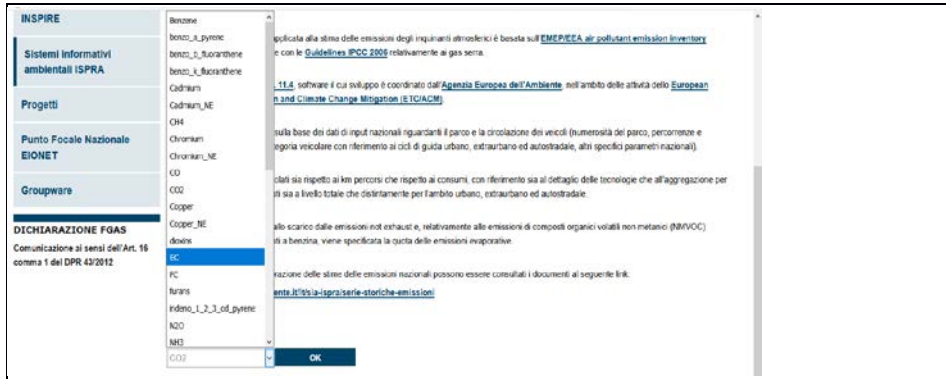 INSPIRE
Sistemi informativi
ambientali ISPRA
Progetti
Punto Focale Nazionale
EIONET
Groupware
DICHIARAZIONE FGAS
Comunicazione ai sensi dell'Art. 16
comma 1 del DPR 43/2012
Benzene
benzo_a_pyrene
benzo_b_fluoranthene
benzo_k_fluoranthene
Cadmium
Cadmium_NE
CH4
Chromium
Chromium_NE
CO
CO2
Copper
Copper_NE
dioxins
EC
FC
furans
indeno_1_2_3_cd_pyrene
N2O
NH3
CO2
OK
applicata alla stima delle emissioni degli inquinanti atmosferici è basata sull'EMEP/EEA air pollutant emission inventory
e con le Guidelines IPCC 2006 relativamente ai gas serra.
11.4, software il cui sviluppo è coordinato dall'Agenzia Europea dell'Ambiente, nell'ambito delle attività dello European
n and Climate Change Mitigation (ETC/ACM).
sulla base dei dati di input nazionali riguardanti il parco e la circolazione dei veicoli (numerosità del parco, percorrenze e
tegoria veicolare con riferimento ai cicli di guida urbano, extraurbano ed autostradale, altri specifici parametri nazionali).
olati sia rispetto ai km percorsi che rispetto ai consumi, con riferimento sia al dettaglio delle tecnologie che all'aggregazione per
ti sia a livello totale che distintamente per l'ambito urbano, extraurbano ed autostradale.
allo scarico dalle emissioni not exhaust e, relativamente alle emissioni di composti organici volatili non metanici (NMVOC)
ti a benzina, viene specificata la quota delle emissioni evaporative.
razione delle stime delle emissioni nazionali possono essere consultati i documenti al seguente link:
ente.it/it/sia-ispra/serie-storiche-emissioni